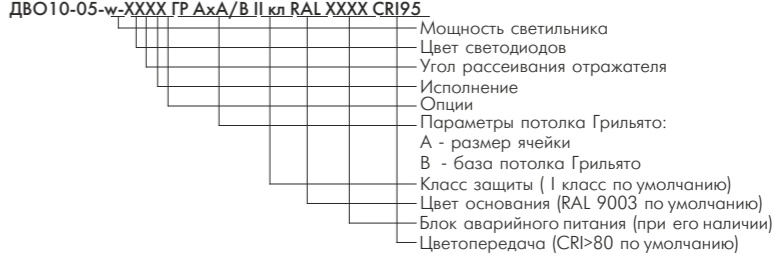 ДВО10-05-w-XXXX ГР АхА/В II кл RAL XXXX CRI95
Мощность светильника
Цвет светодиодов
Угол рассеивания отражателя
Исполнение
Опции
Параметры потолка Грильято:
А - размер ячейки
В - база потолка Грильято
Класс защиты ( I класс по умолчанию)
Цвет основания (RAL 9003 по умолчанию)
Блок аварийного питания (при его наличии)
Цветопередача (CRI>80 по умолчанию)